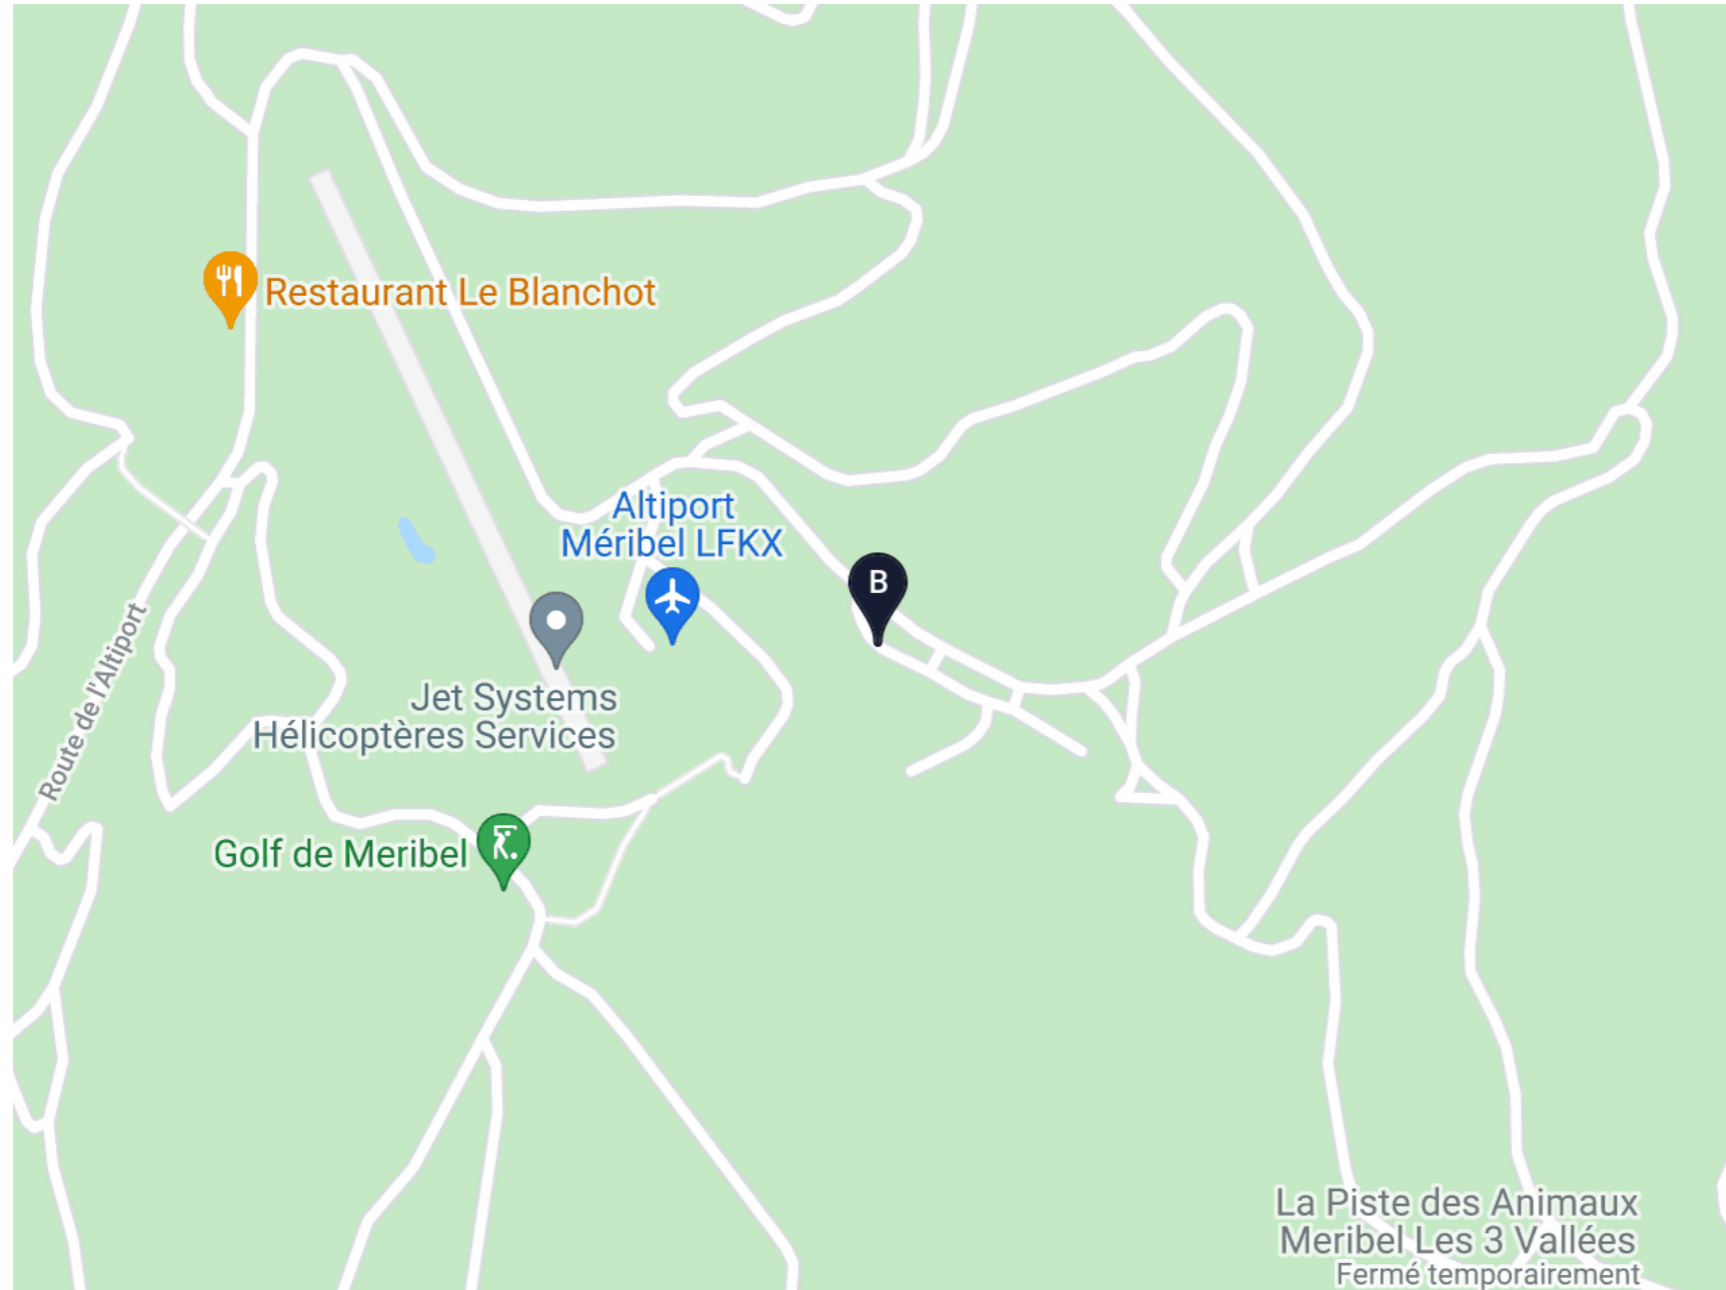 Restaurant Le Blanchot
Altiport
Méribel LFKX
B
Route de l'Altiport
Jet Systems
Hélicoptères Services
Golf de Meribel
La Piste des Animaux
Meribel Les 3 Vallées
Fermé temporairement